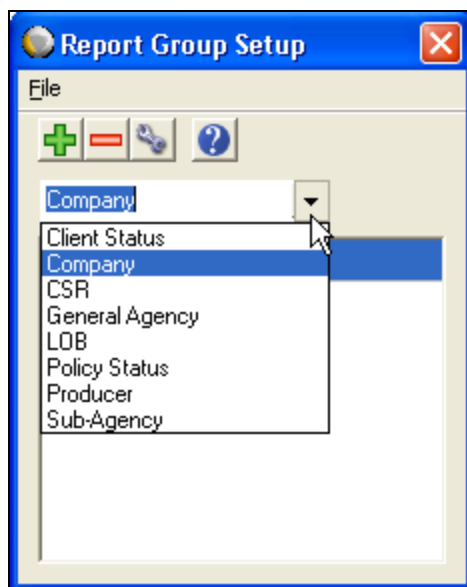 Report Group Setup
File
Company
Client Status
Company
CSR
General Agency
LOB
Policy Status
Producer
Sub-Agency